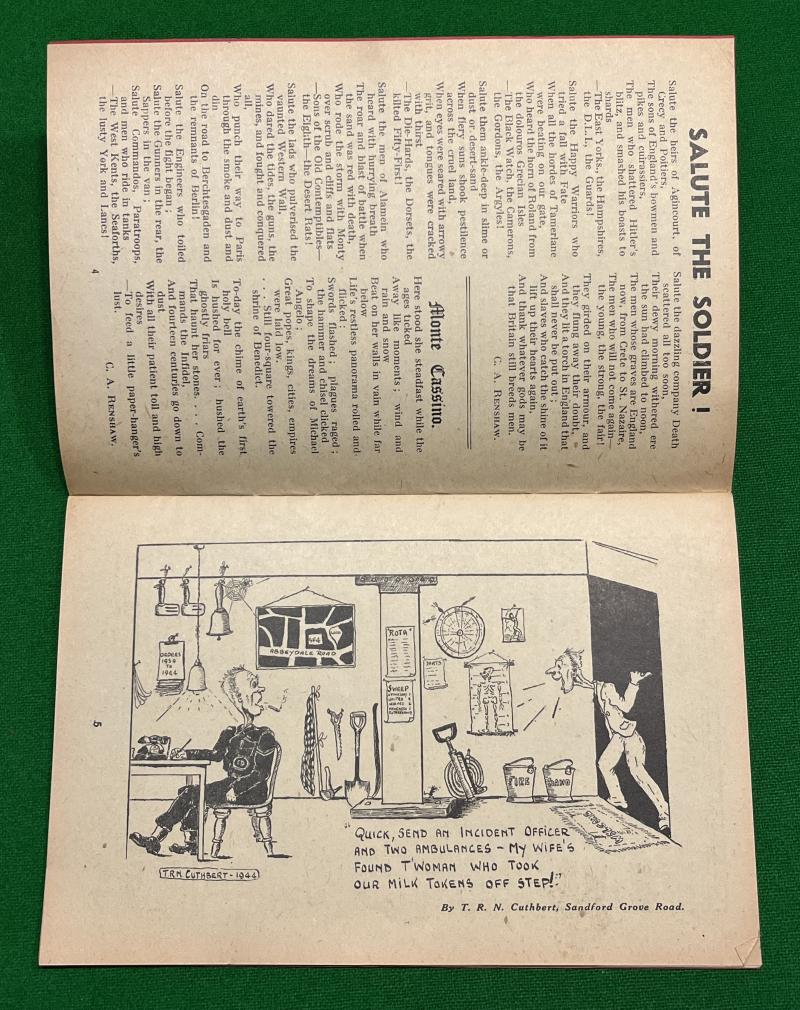 SALUTE THE SOLDIER !
Salute the heirs of Agincourt, of
Crecy and Poitiers,
The sons of England's bowmen and
pikes and cuirassiers,
The men who shattered Hitler's
blitz, and smashed his boasts to
shards
—The East Yorks, the Hampshires,
the D.L.I., the Guards!
Salute the Happy Warriors who
tried a fall with Fate
When all the hordes of Tamerlane
were beating on our gate,
Who heard the horn of Roland from
the dolorous dim Isles
—The Black Watch, the Camerons,
the Gordons, the Argyles!
Salute them ankle-deep in slime or
dust or desert-sand
When fiery suns shook pestilence
across the cruel land,
When eyes were seared with arrowy
grit, and tongues were cracked
with thirst
—The Die-Hards, the Dorsets, the
kilted Fifty-First!
Salute the men of Alamein who
heard with hurrying breath
The roar and blast of battle when
the sand was red with death,
Who rode the storm with Monty
over scrub and cliffs and flats
—Sons of the Old Contemptibles—
the Eighth—the Desert Rats!
Salute the lads who pulverised the
vaunted Western Wall,
Who dared the tides, the guns, the
mines, and fought and conquered
all,
Who punch their way to Paris
through the smoke and dust and
din
On the road to Berchtesgaden and
the remnants of Berlin!
Salute the Engineers who toiled
before the fight began,
Salute the Gunners in the rear, the
Sappers in the van ;
Salute Commandos, Paratroops,
and men who ride in tanks
—The West Kents, the Seaforths,
the lusty York and Lancs!
Salute the dazzling company Death
scattered all too soon,
Their dewy morning withered ere
the sun had climbed to noon,
The men whose graves are England
now, from Crete to St. Nazaire,
The men who will not come again—
the young, the strong, the fair!
They girded on their armour, and
they flung away their doubt,
And they lit a torch in England that
shall never be put out ;
And slaves who catch the shine of it
lift up their hearts again,
And thank whatever gods may be
that Britain still breeds men.
C. A. RENSHAW.
Monte Cassino.
Here stood she steadfast while the
ages ticked
Away like moments ; wind and
rain and snow
Beat on her walls in vain while far
below
Life's restless panorama rolled and
flicked ;
Swords flashed ; plagues raged ;
the hammer and chisel clicked
To shape the dreams of Michael
Angelo ;
Great popes, kings, cities, empires
were laid low,
. . Still four-square towered the
shrine of Benedict.
To-day the chime of earth's first
holy bell
Is hushed for ever ; hushed the
ghostly friars
That haunt her stones. . . Com-
mands the Infidel,
And fourteen centuries go down to
dust
With all their patient toil and high
desires
—To feed a little paper-hanger's
lust.
C. A. RENSHAW.
4
ORDERS
1939
TO
1944
ABBEYDALE ROAD
"ROTA"
SWEEP
DARTS
FIRE
SAND
T.R.N. CUTHBERT - 1944
"QUICK, SEND AN INCIDENT OFFICER
AND TWO AMBULANCES - MY WIFE'S
FOUND T'WOMAN WHO TOOK
OUR MILK TOKENS OFF STEP!"
By T. R. N. Cuthbert, Sandford Grove Road.
5